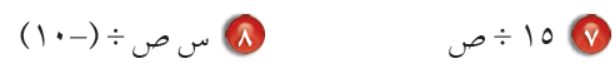 ٧ ١٥ ÷ ص
٨ س ص ÷ (-١٠)